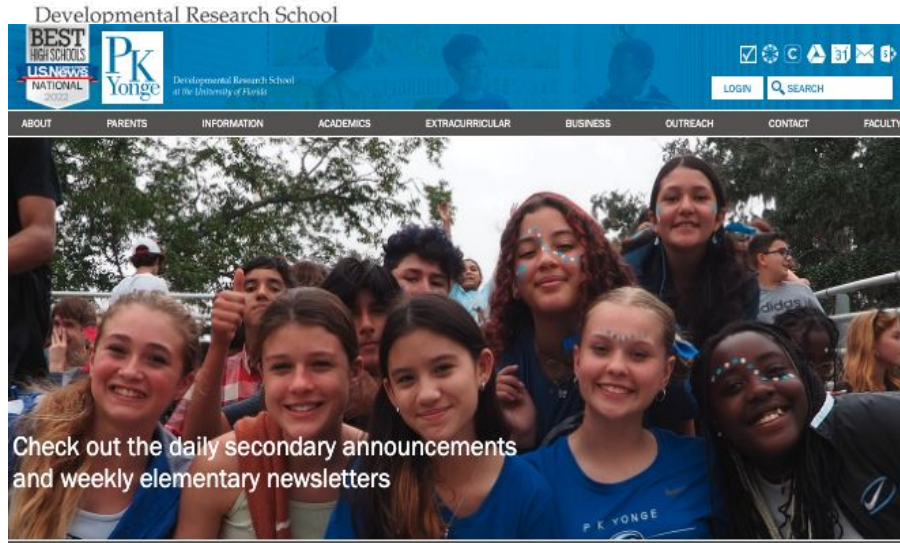 Developmental Research School
BEST
HIGH SCHOOLS
U.S.News
NATIONAL
2022
PK
Yonge
Developmental Research School
at the University of Florida
31
LOGIN
SEARCH
ABOUT PARENTS INFORMATION ACADEMICS EXTRACURRICULAR BUSINESS OUTREACH CONTACT FACULTY
adidas
Check out the daily secondary announcements
and weekly elementary newsletters
P K YONGE